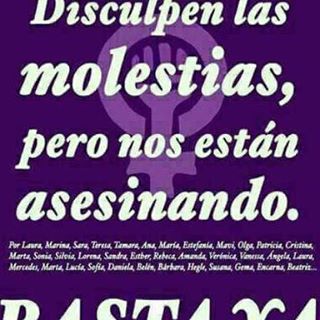 Disculpen las
molestias,
pero nos están
asesinando.
Por Laura, Marina, Sara, Teresa, Tamara, Ana, María, Estefanía, Mavi, Olga, Patricia, Cristina,
Marta, Sonia, Silvia, Lorena, Sandra, Esther, Rebeca, Amanda, Verónica, Vanessa, Ángela, Laura,
Mercedes, Marta, Lucía, Sofía, Daniela, Belén, Bárbara, Hegle, Susana, Gema, Encarna, Beatriz...
BASTA YA